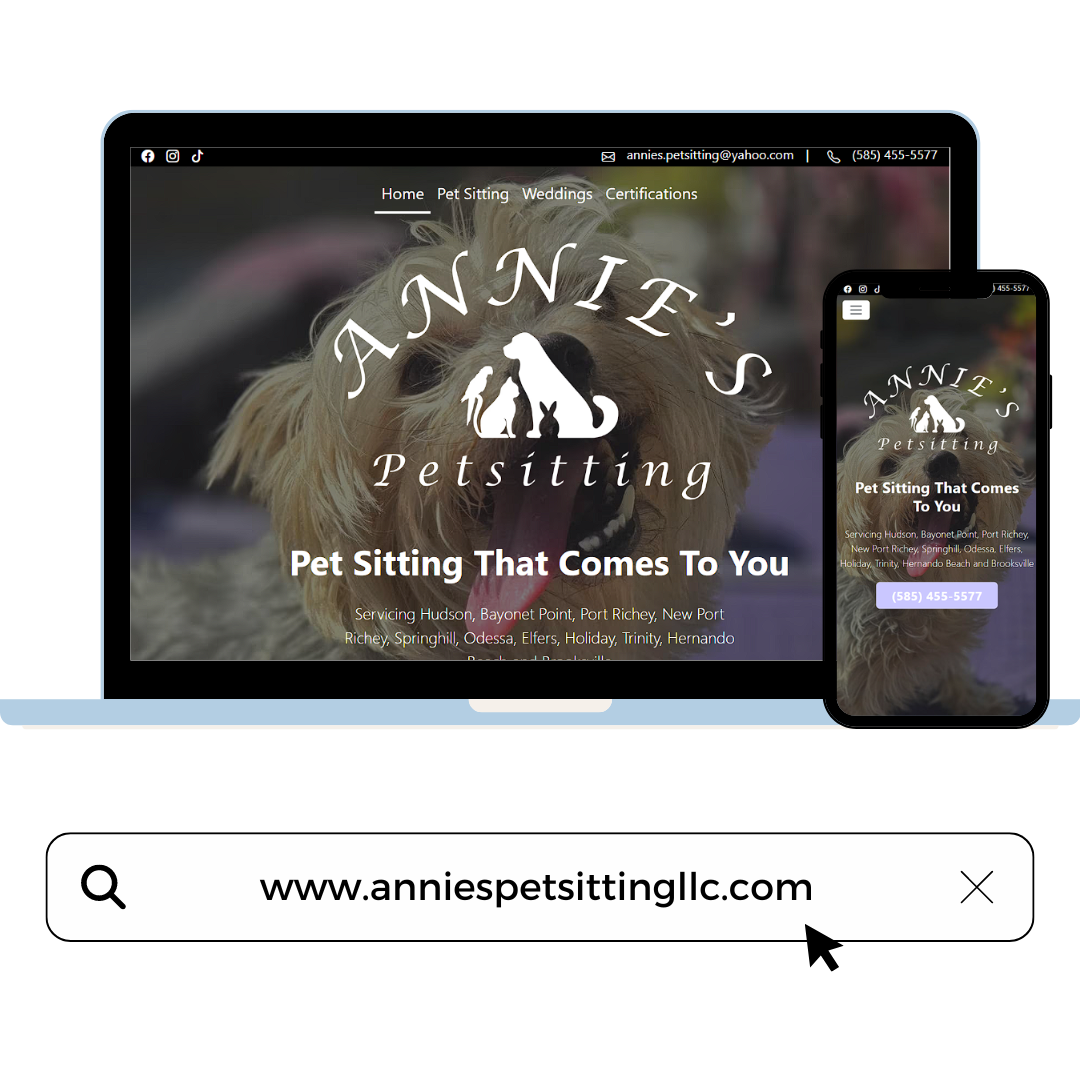 annies.petsitting@yahoo.com | (585) 455-5577
Home Pet Sitting Weddings Certifications
ANNIE'S
Petsitting
Pet Sitting That Comes To You
Servicing Hudson, Bayonet Point, Port Richey, New Port
Richey, Springhill, Odessa, Elfers, Holiday, Trinity, Hernando
Beach and Brooksville
) 455-5577
ANNIE'S
Petsitting
Pet Sitting That Comes
To You
Servicing Hudson, Bayonet Point, Port Richey,
New Port Richey, Springhill, Odessa, Elfers,
Holiday, Trinity, Hernando Beach and Brooksville
(585) 455-5577
www.anniespetsittingllc.com